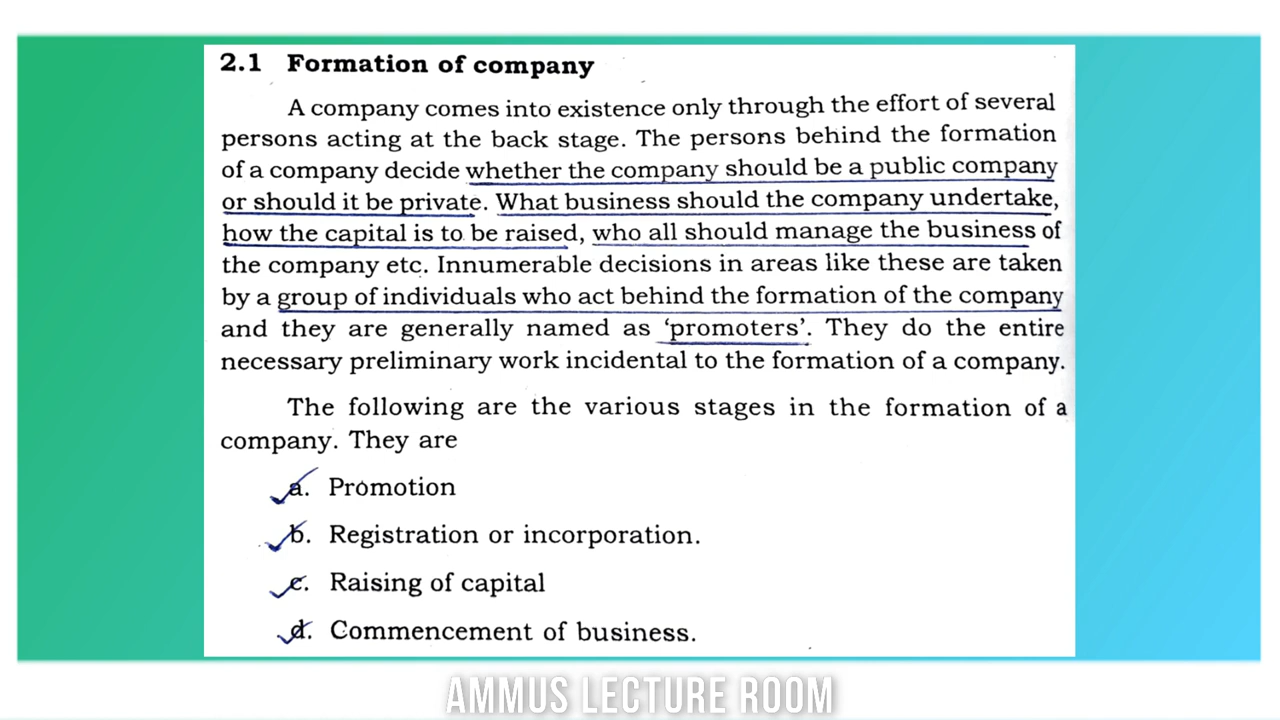 2.1 Formation of company
A company comes into existence only through the effort of several
persons acting at the back stage. The persons behind the formation
of a company decide whether the company should be a public company
or should it be private. What business should the company undertake,
how the capital is to be raised, who all should manage the business of
the company etc. Innumerable decisions in areas like these are taken
by a group of individuals who act behind the formation of the company
and they are generally named as ‘promoters’. They do the entire
necessary preliminary work incidental to the formation of a company.
The following are the various stages in the formation of a
company. They are
a. Promotion
b. Registration or incorporation.
c. Raising of capital
d. Commencement of business.
AMMUS LECTURE ROOM